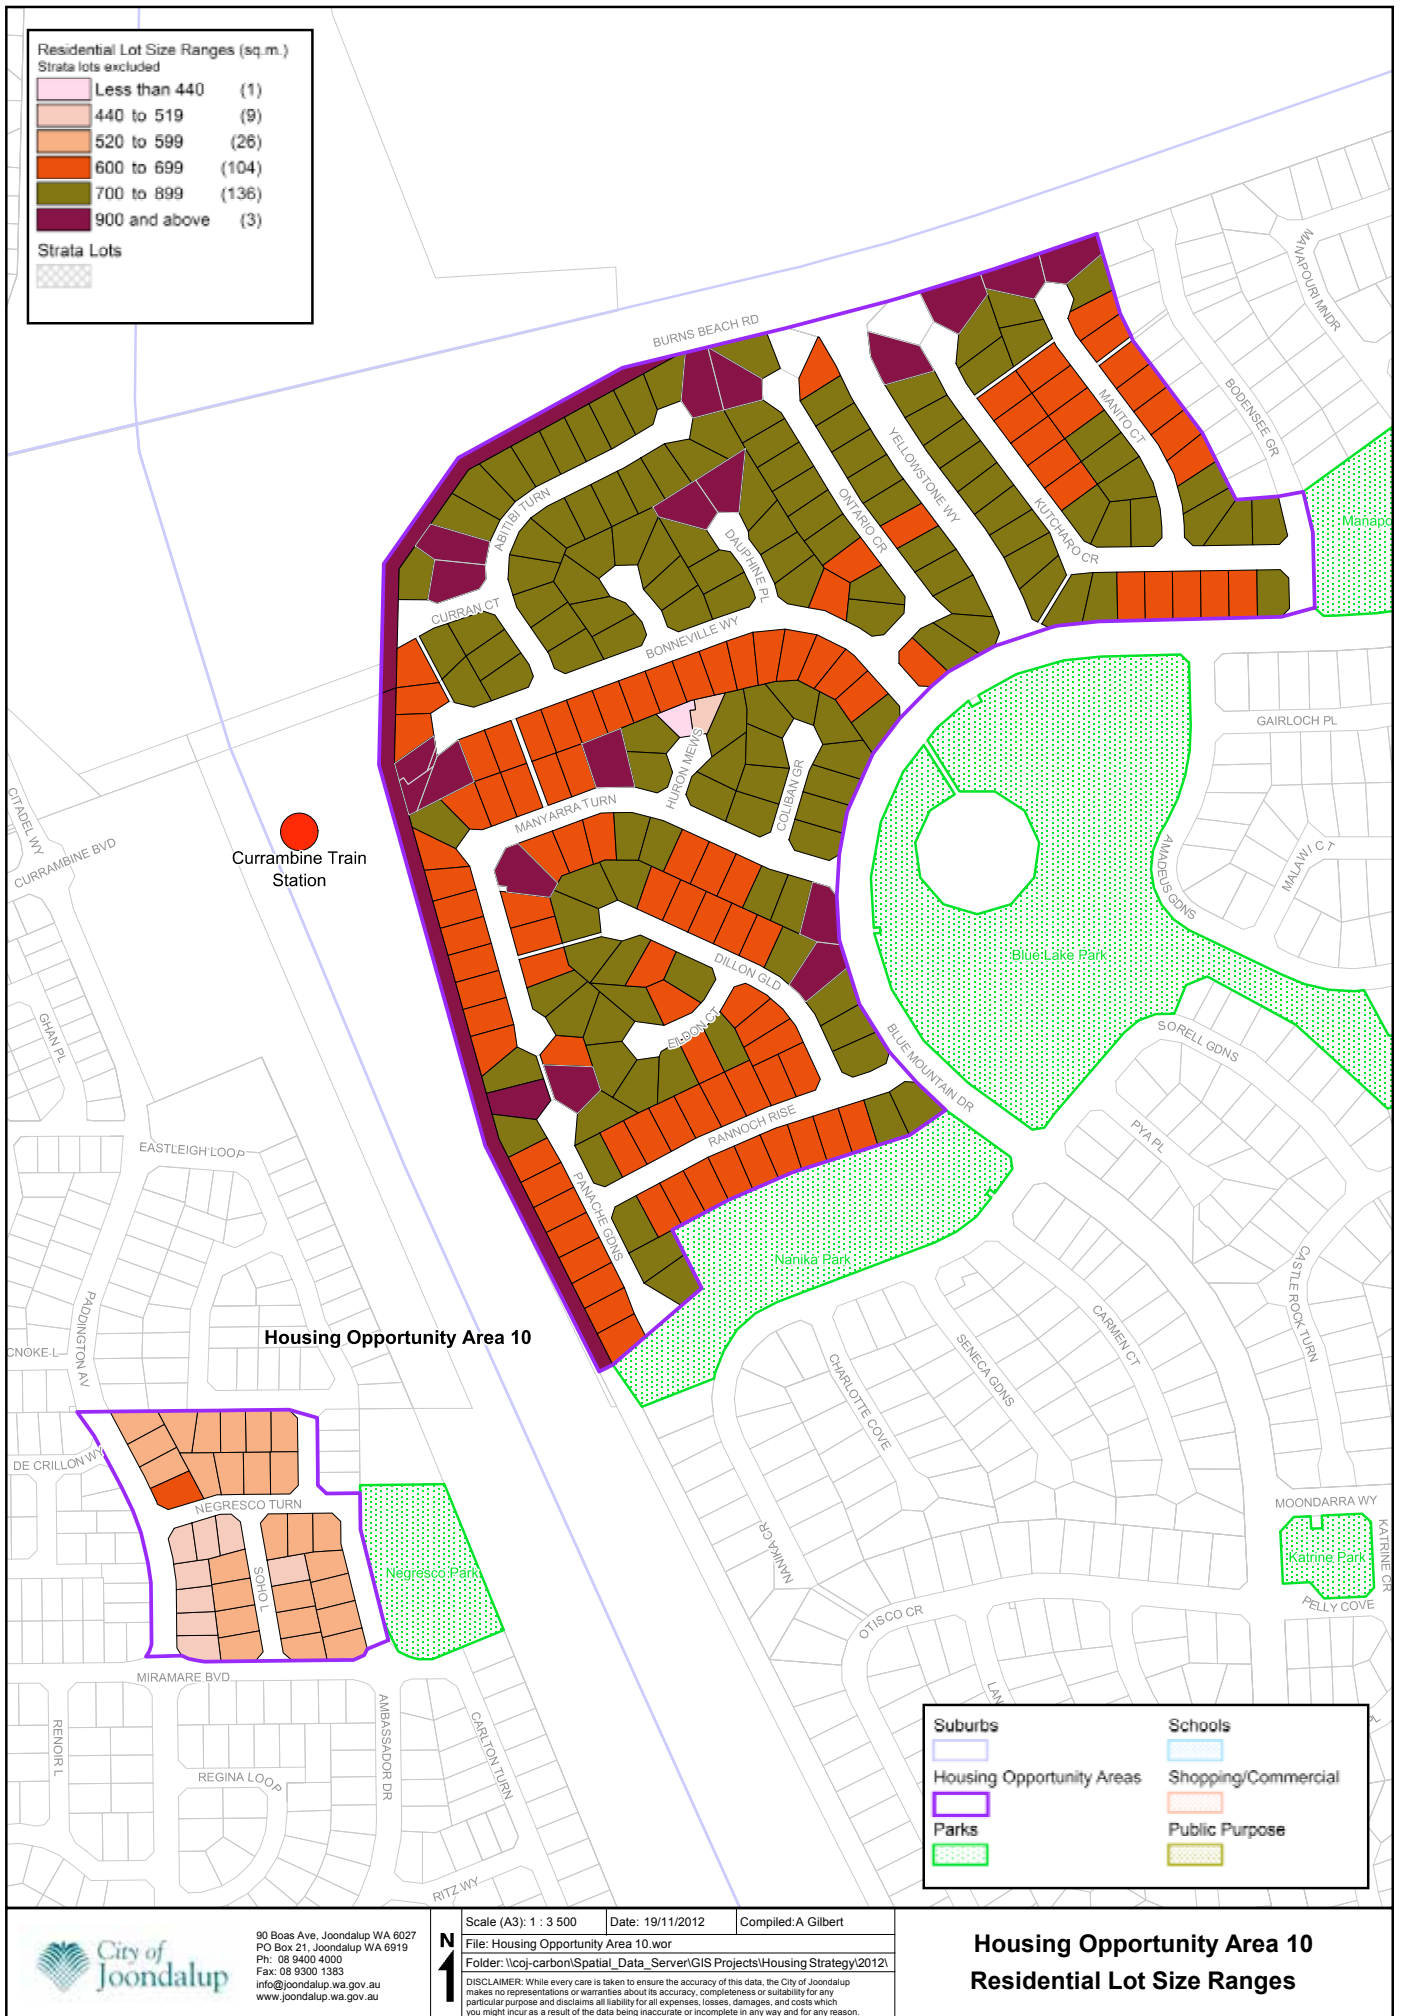 Residential Lot Size Ranges (sq.m.)
Strata lots excluded
Less than 440 (1)
440 to 519 (9)
520 to 599 (26)
600 to 699 (104)
700 to 899 (136)
900 and above (3)
Strata Lots
BURNS BEACH RD
MANAPOURI MNDR
BODENSEE GR
MANITO CT
YELLOWSTONE WY
ONTARIO CR
KUTCHARO CR
ABITIBI TURN
DAUPHINE PL
CURRAN CT
BONNEVILLE WY
Manapo
GAIRLOCH PL
HURON MEWS
COLIBAN GR
MANYARRA TURN
CITADEL WY
CURRAMBINE BVD
Currambine Train
Station
AMADEUS GDNS
MALAWI CT
Blue Lake Park
DILLON GLD
ELDON CT
GHAN PL
BLUE MOUNTAIN DR
SORELL GDNS
RANNOCH RISE
PYA PL
EASTLEIGH LOOP
PANACHE GDNS
Nanika Park
CASTLE ROCK TURN
PADDINGTON AV
Housing Opportunity Area 10
CNOKE L
CARMEN CT
SENECA GDNS
CHARLOTTE COVE
DE CRILLON WY
NEGRESCO TURN
MOONDARRA WY
KATRINE CR
Katrine Park
PELLY COVE
NANIKA CR
SOHO L
Negresco Park
OTISCO CR
MIRAMARE BVD
LAN
RENOIR L
AMBASSADOR DR
CARLTON TURN
REGINA LOOP
RITZ WY
PL
Suburbs
Schools
Housing Opportunity Areas
Shopping/Commercial
Parks
Public Purpose
City of
Joondalup
90 Boas Ave, Joondalup WA 6027
PO Box 21, Joondalup WA 6919
Ph: 08 9400 4000
Fax: 08 9300 1383
info@joondalup.wa.gov.au
www.joondalup.wa.gov.au
N
Scale (A3): 1 : 3 500
Date: 19/11/2012
Compiled:A Gilbert
File: Housing Opportunity Area 10.wor
Folder: \\coj-carbon\Spatial_Data_Server\GIS Projects\Housing Strategy\2012\
DISCLAIMER: While every care is taken to ensure the accuracy of this data, the City of Joondalup
makes no representations or warranties about its accuracy, completeness or suitability for any
particular purpose and disclaims all liability for all expenses, losses, damages, and costs which
you might incur as a result of the data being inaccurate or incomplete in any way and for any reason.
Housing Opportunity Area 10
Residential Lot Size Ranges